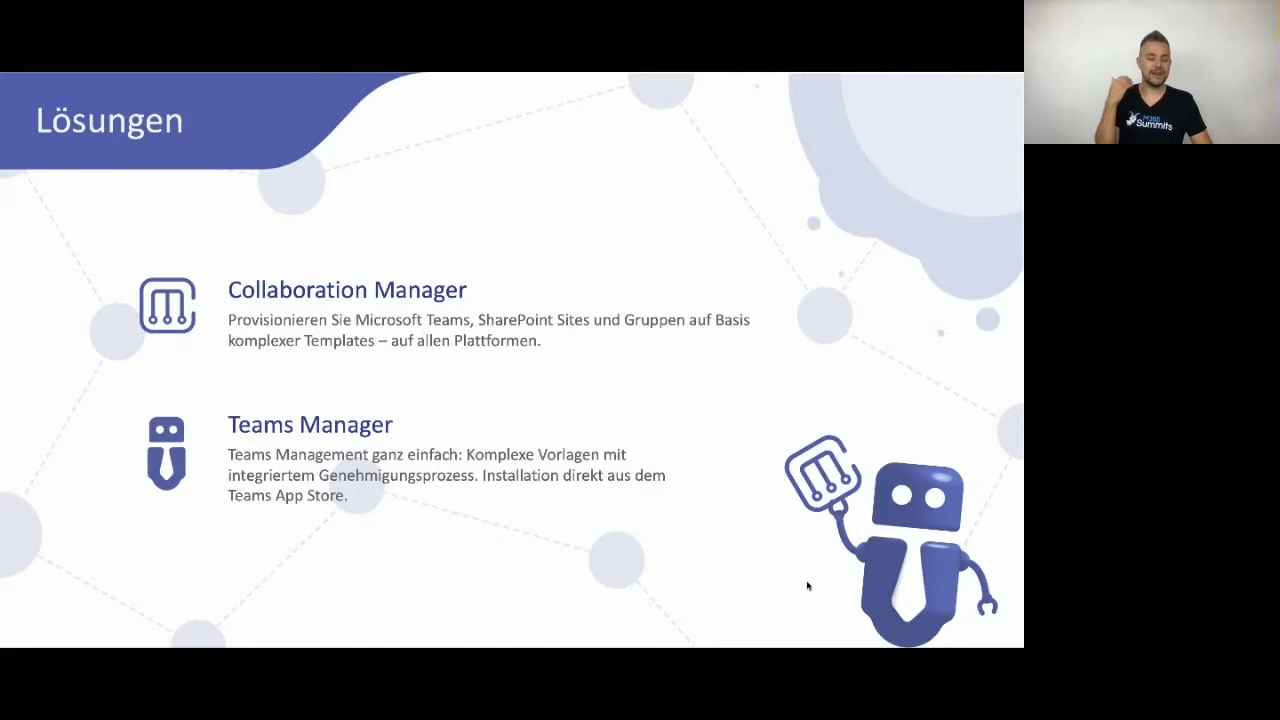 Lösungen
Collaboration Manager
Provisionieren Sie Microsoft Teams, SharePoint Sites und Gruppen auf Basis
komplexer Templates – auf allen Plattformen.
Teams Manager
Teams Management ganz einfach: Komplexe Vorlagen mit
integriertem Genehmigungsprozess. Installation direkt aus dem
Teams App Store.
M365
Summits